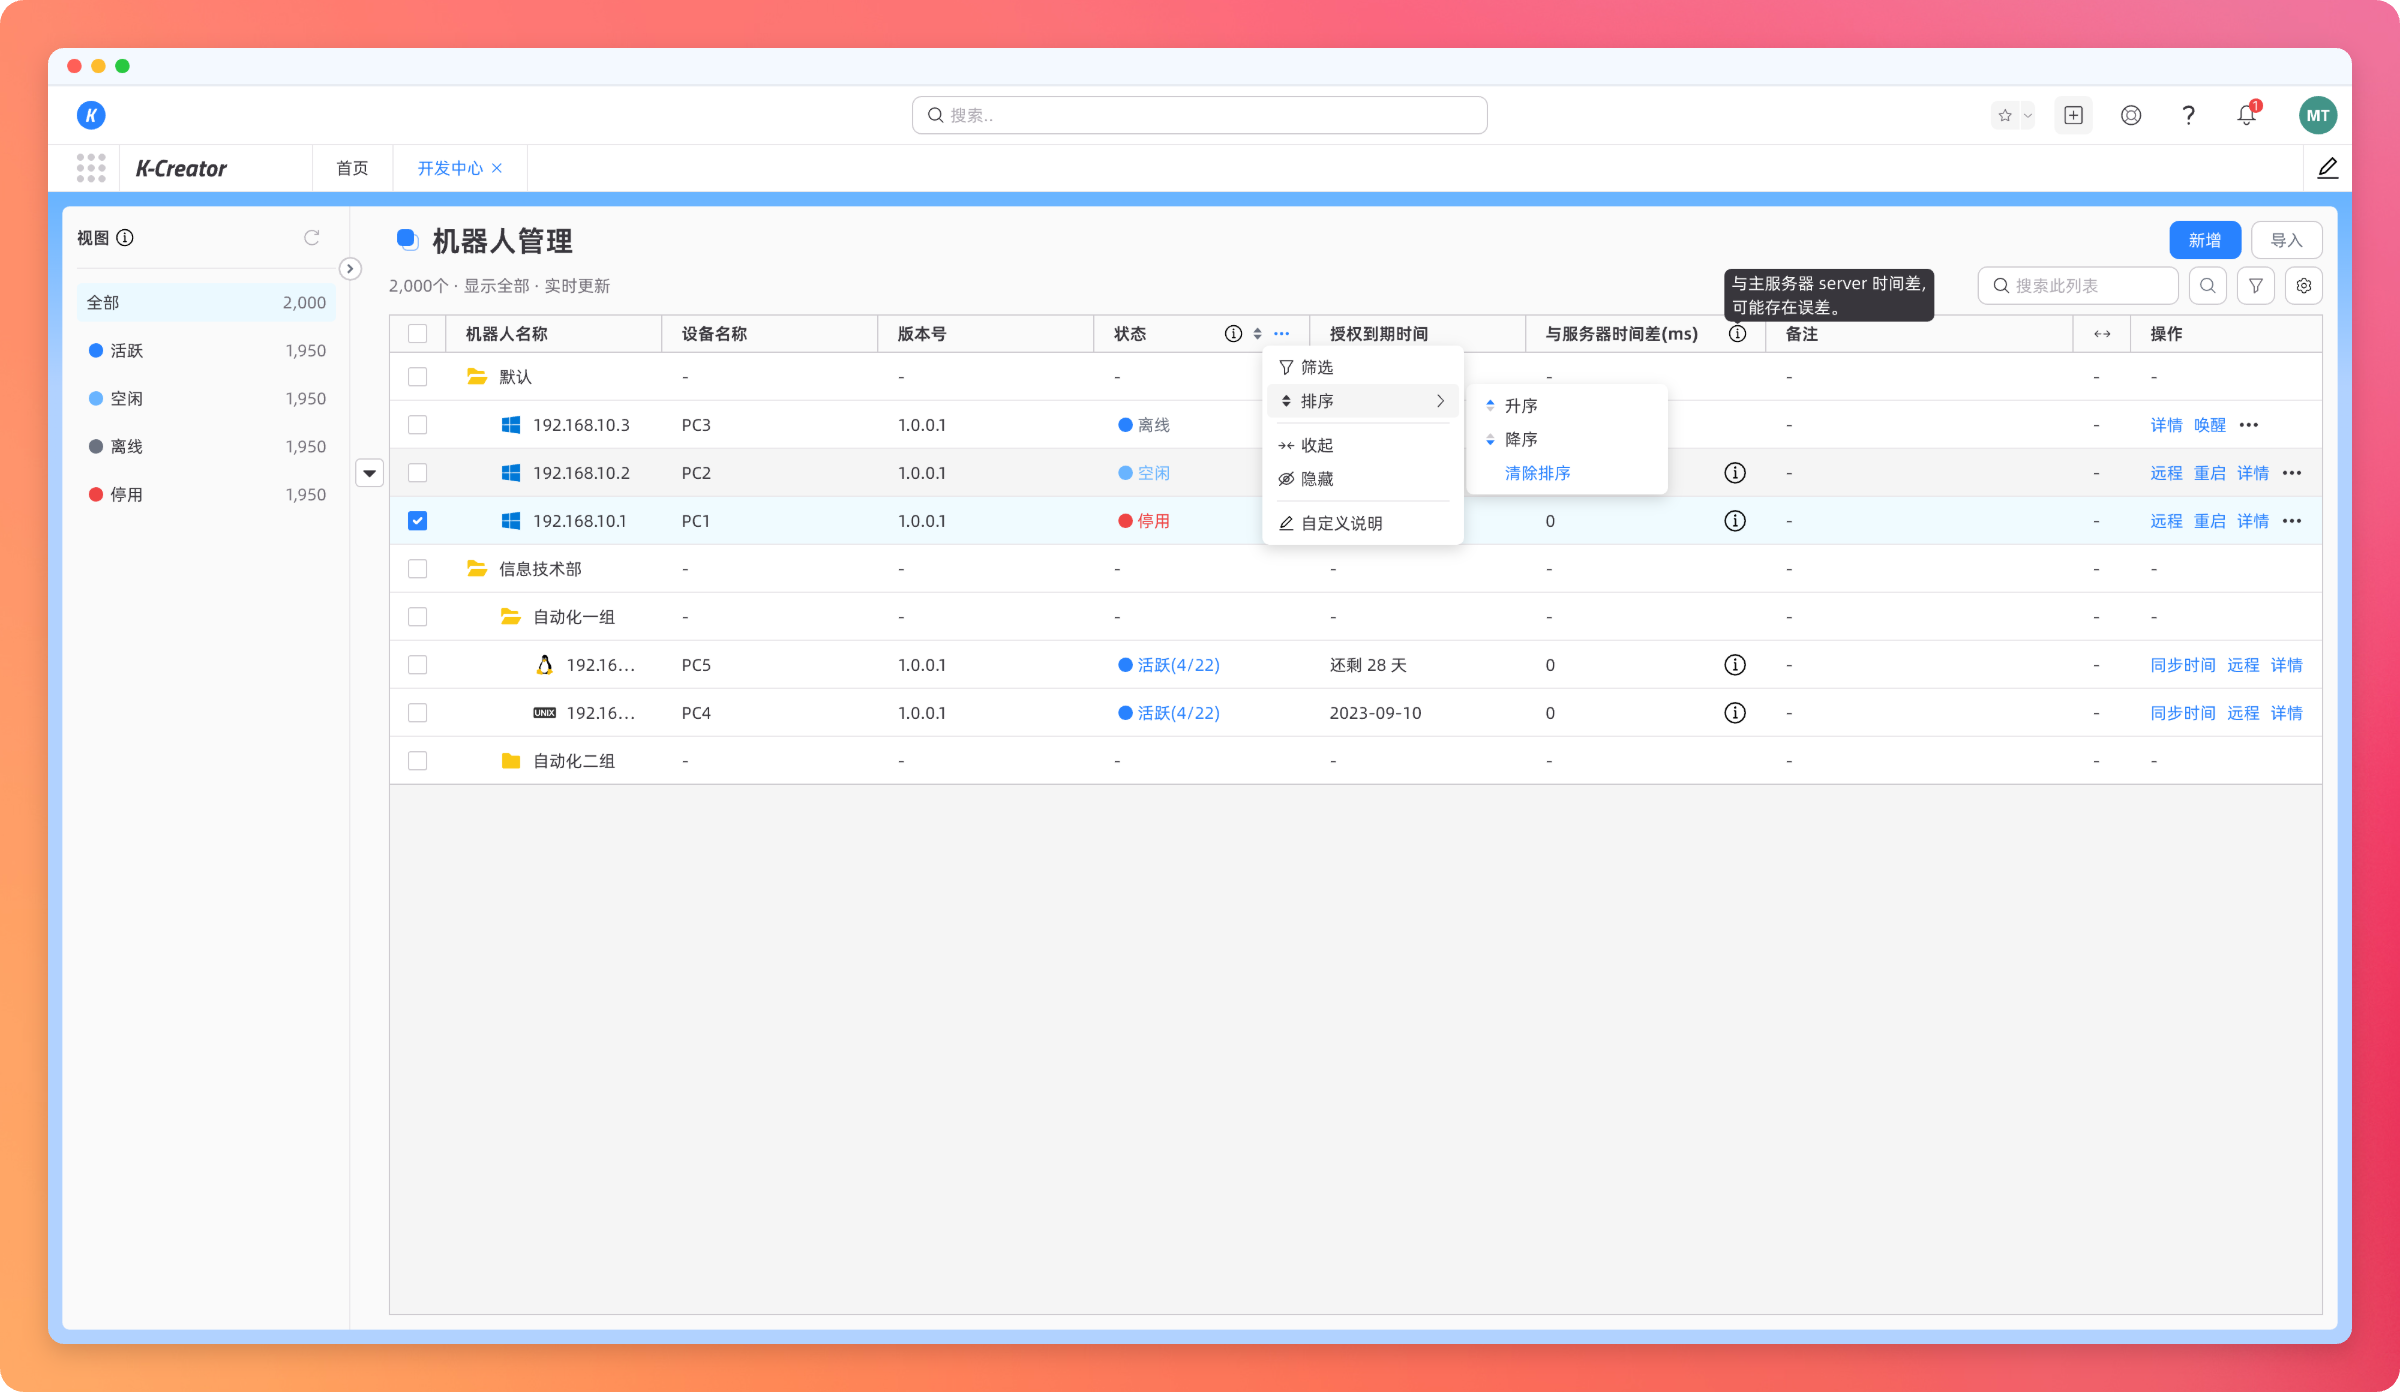 K
搜索..
1
MT
K-Creator
首页
开发中心
视图
全部 2,000
活跃 1,950
空闲 1,950
离线 1,950
停用 1,950
机器人管理
新增
导入
2,000个 · 显示全部 · 实时更新
与主服务器 server 时间差,
可能存在误差。
搜索此列表
机器人名称 设备名称 版本号 状态 授权到期时间 与服务器时间差(ms) 备注 操作
默认 - - - - - - -
192.168.10.3 PC3 1.0.0.1 离线 - - 详情 唤醒
192.168.10.2 PC2 1.0.0.1 空闲 - - 远程 重启 详情
192.168.10.1 PC1 1.0.0.1 停用 0 - - 远程 重启 详情
信息技术部 - - - - - - - -
自动化一组 - - - - - - - -
192.16... PC5 1.0.0.1 活跃(4/22) 还剩 28 天 0 - - 同步时间 远程 详情
UNIX 192.16... PC4 1.0.0.1 活跃(4/22) 2023-09-10 0 - - 同步时间 远程 详情
自动化二组 - - - - - - - -
筛选
排序
收起
隐藏
自定义说明
升序
降序
清除排序